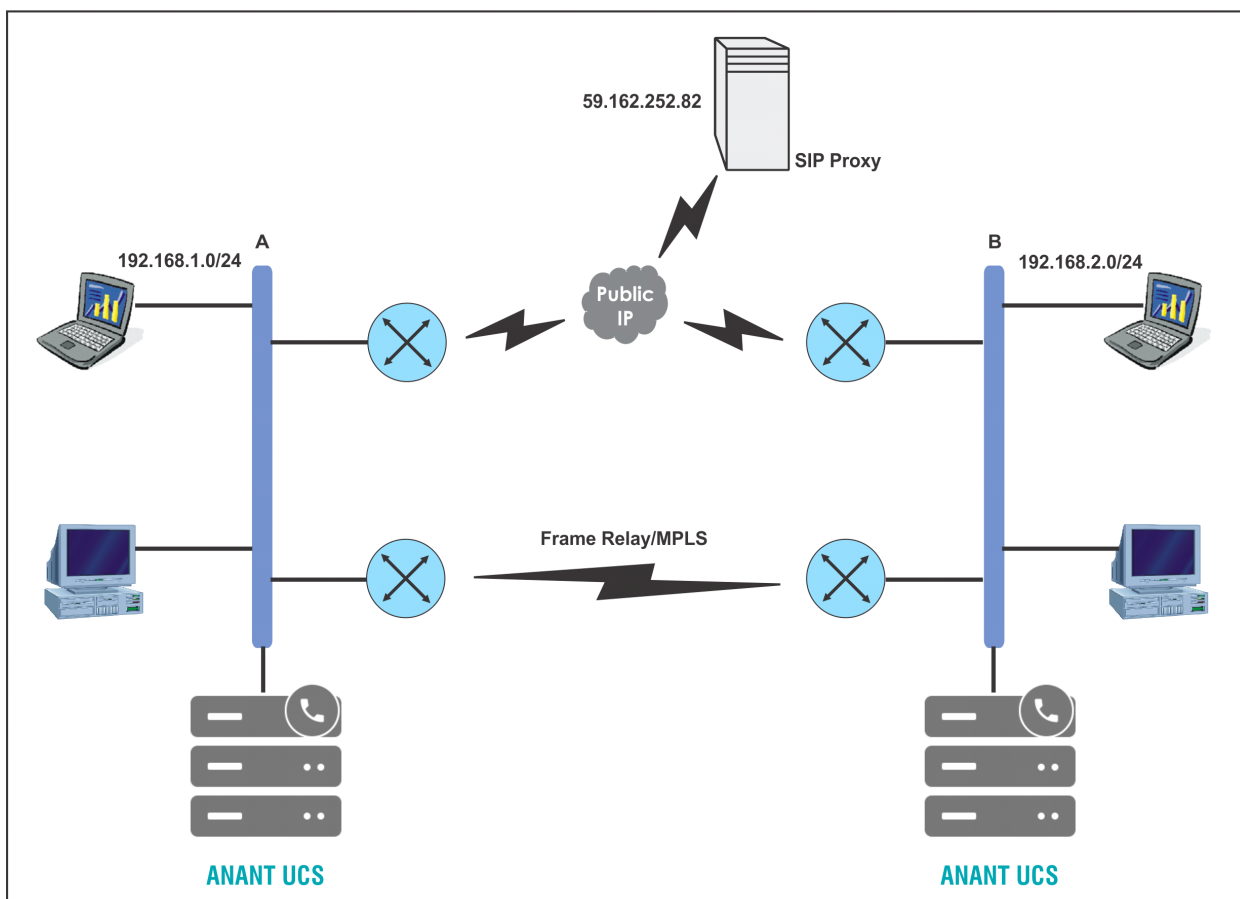 59.162.252.82
SIP Proxy
A
192.168.1.0/24
B
192.168.2.0/24
Public
IP
Frame Relay/MPLS
ANANT UCS
ANANT UCS